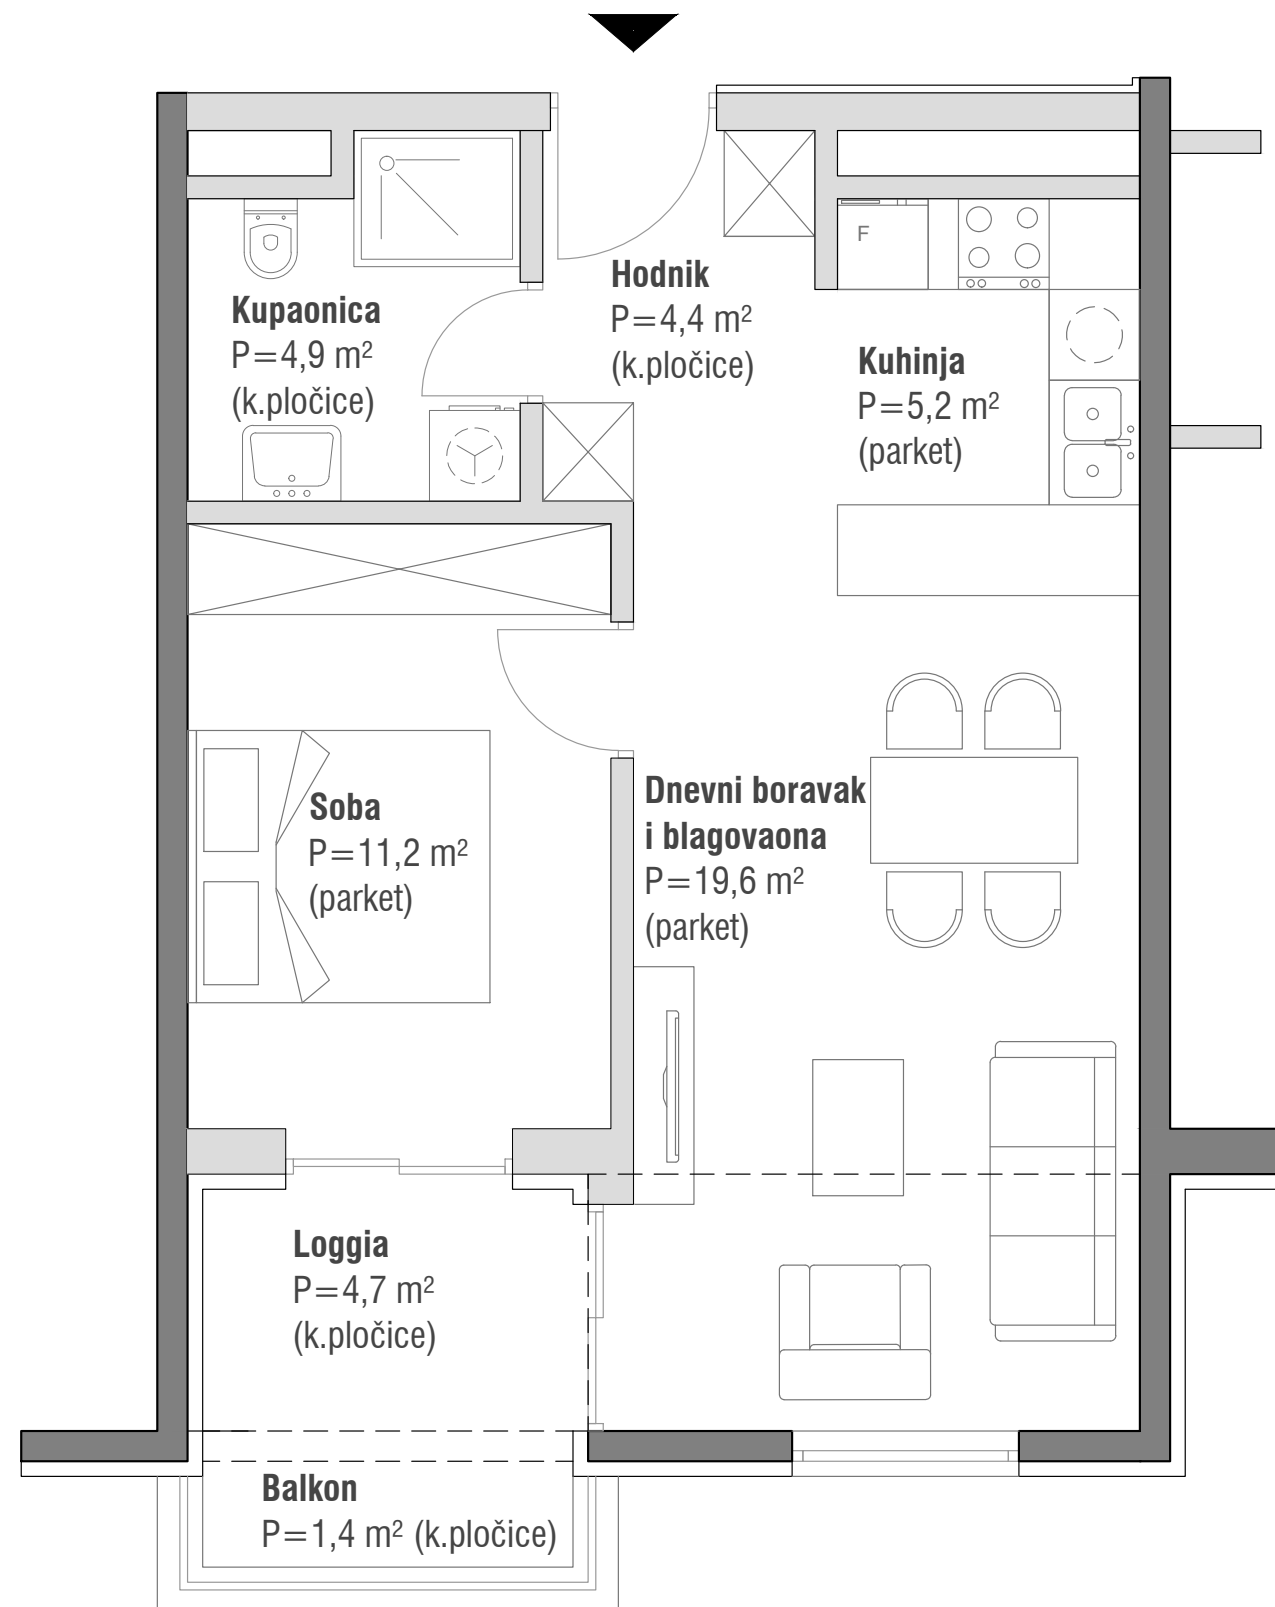 Hodnik
P=4,4 m²
(k.pločice)
Kupaonica
P=4,9 m²
(k.pločice)
F
Kuhinja
P=5,2 m²
(parket)
Soba
P=11,2 m²
(parket)
Dnevni boravak
i blagovaona
P=19,6 m²
(parket)
Loggia
P=4,7 m²
(k.pločice)
Balkon
P=1,4 m² (k.pločice)